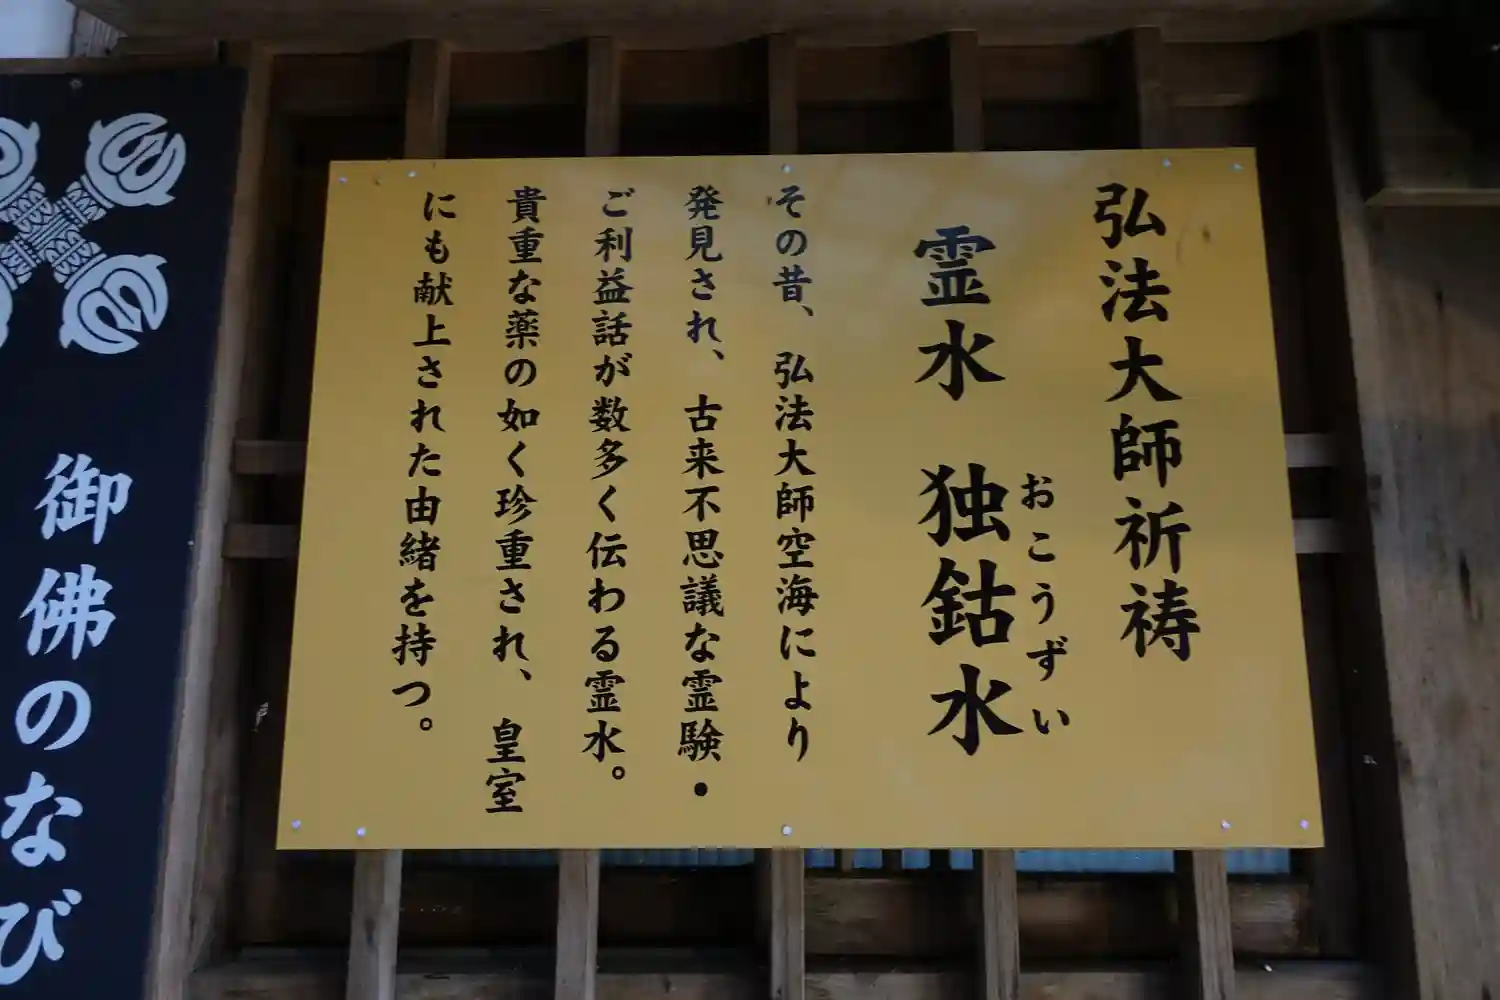 弘法大師祈祷
霊水 独鈷水
おこうずい
その昔、弘法大師空海により
発見され、古来不思議な霊験・
ご利益話が数多く伝わる霊水。
貴重な薬の如く珍重され、皇室
にも献上された由緒を持つ。
御佛のなび